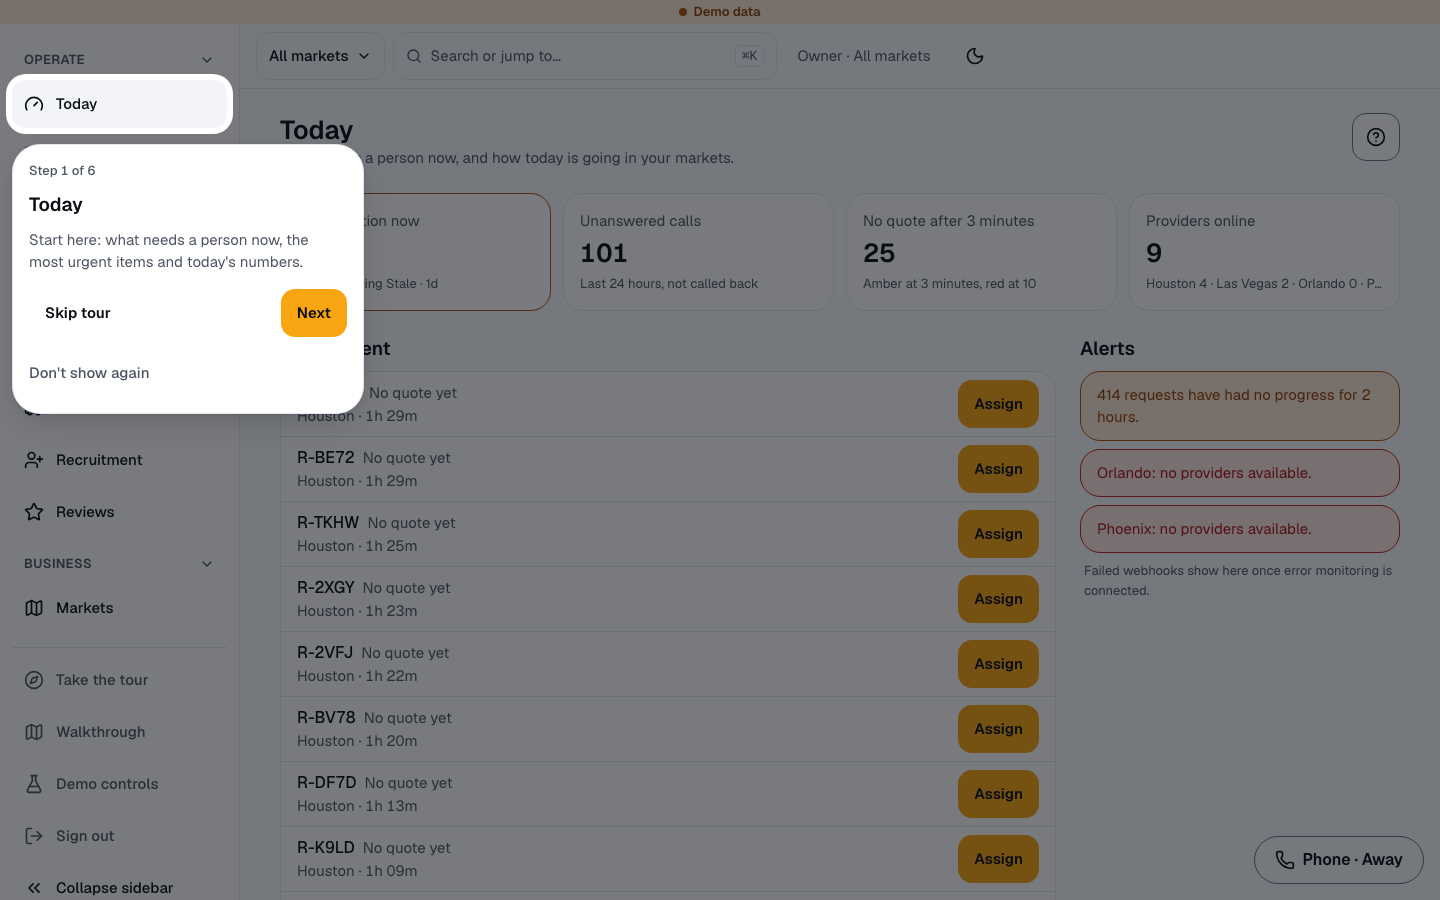 Demo data
OPERATE
All markets
Search or jump to...
⌘K
Owner · All markets
Today
Today
a person now, and how today is going in your markets.
Step 1 of 6
Today
Start here: what needs a person now, the
most urgent items and today's numbers.
Skip tour
Next
Don't show again
tion now
ing Stale · 1d
Unanswered calls
101
Last 24 hours, not called back
No quote after 3 minutes
25
Amber at 3 minutes, red at 10
Providers online
9
Houston 4 · Las Vegas 2 · Orlando 0 · P...
ent
No quote yet
Houston · 1h 29m
Assign
R-BE72 No quote yet
Houston · 1h 29m
Assign
R-TKHW No quote yet
Houston · 1h 25m
Assign
R-2XGY No quote yet
Houston · 1h 23m
Assign
R-2VFJ No quote yet
Houston · 1h 22m
Assign
R-BV78 No quote yet
Houston · 1h 20m
Assign
R-DF7D No quote yet
Houston · 1h 13m
Assign
R-K9LD No quote yet
Houston · 1h 09m
Assign
Alerts
414 requests have had no progress for 2
hours.
Orlando: no providers available.
Phoenix: no providers available.
Failed webhooks show here once error monitoring is
connected.
Recruitment
Reviews
BUSINESS
Markets
Take the tour
Walkthrough
Demo controls
Sign out
Collapse sidebar
Phone · Away